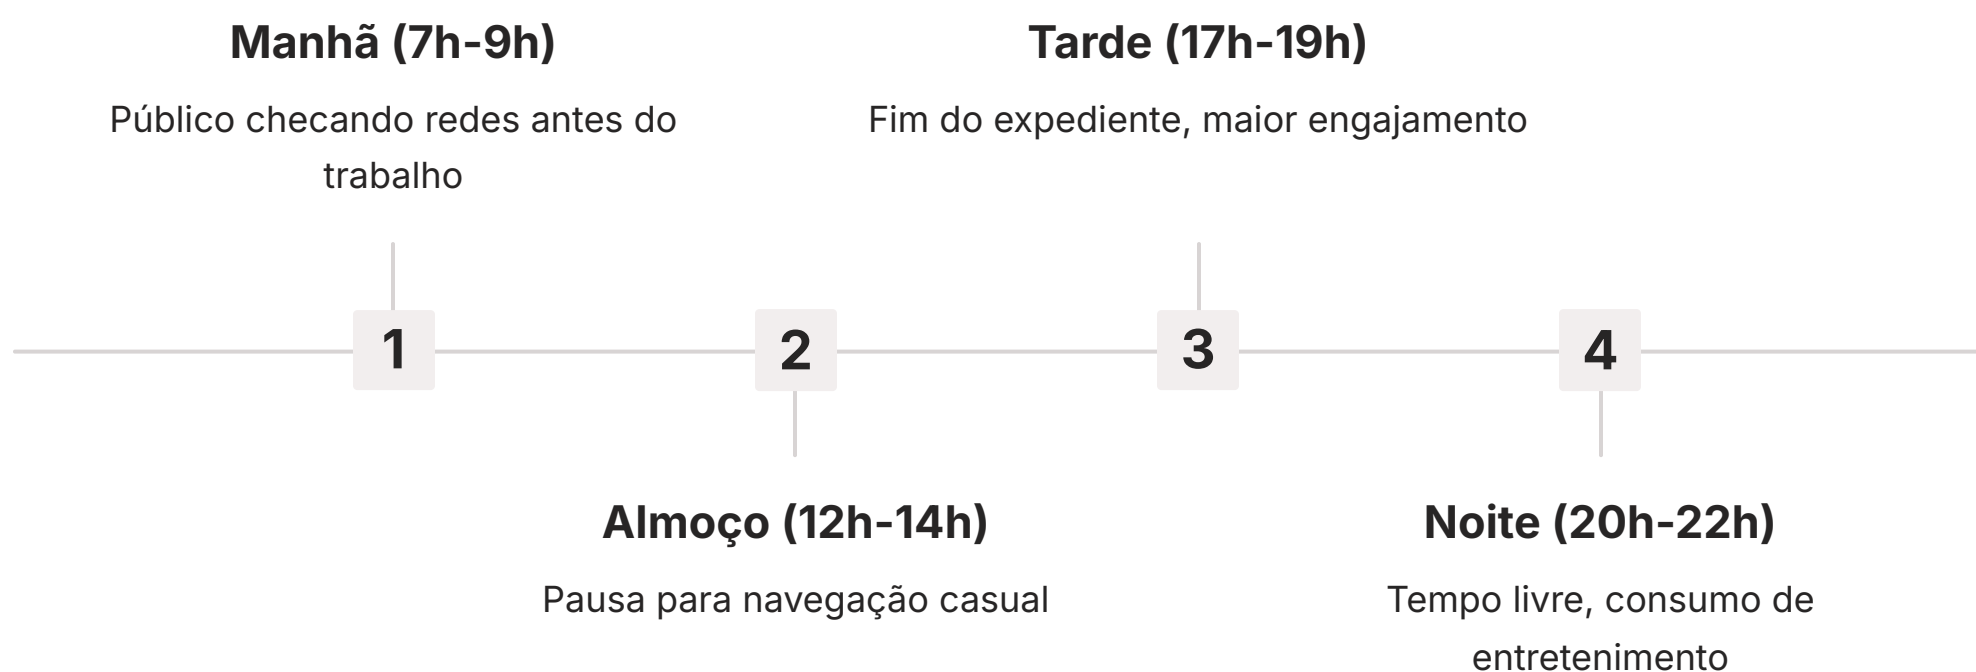 Manhã (7h-9h)
Público checando redes antes do
trabalho
Tarde (17h-19h)
Fim do expediente, maior engajamento
1
2
3
4
Almoço (12h-14h)
Pausa para navegação casual
Noite (20h-22h)
Tempo livre, consumo de
entretenimento